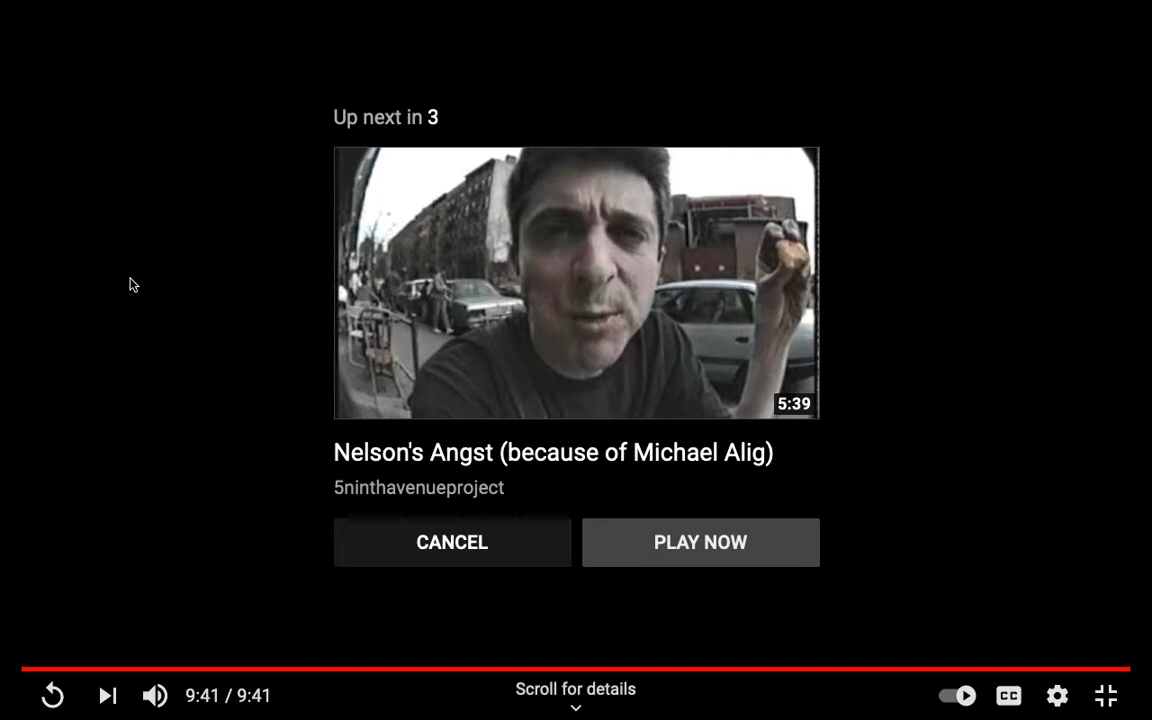 Up next in 3
5:39
Nelson's Angst (because of Michael Alig)
5ninthavenueproject
CANCEL
PLAY NOW
9:41 / 9:41
Scroll for details
CC